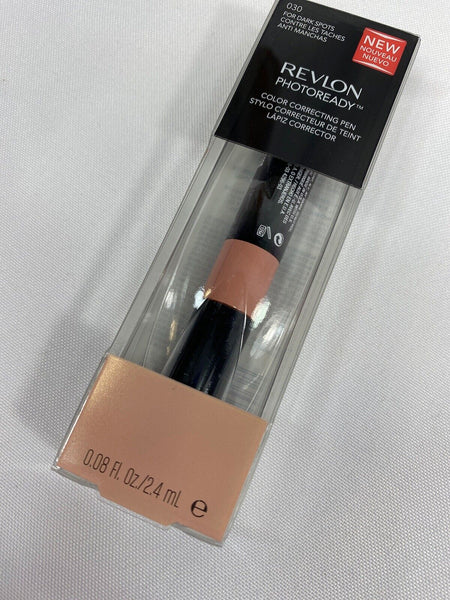 030
FOR DARK SPOTS
CONTRE LES TACHES
ANTI MANCHAS
NEW
NOUVEAU
NUEVO
REVLON
PHOTOREADY™
COLOR CORRECTING PEN
STYLO CORRECTEUR DE TEINT
LÁPIZ CORRECTOR
0.08 Fl. Oz./2.4 mL e